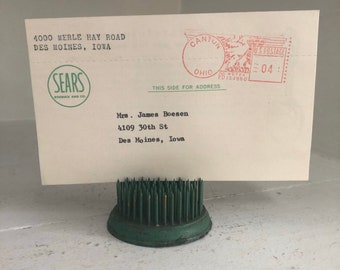 4000 MERLE HAY ROAD
DES MOINES, IOWA
CANTON
OHIO
04
SEARS
THIS SIDE FOR ADDRESS
Mrs. James Boesen
4109 30th St
Des Moines, Iowa